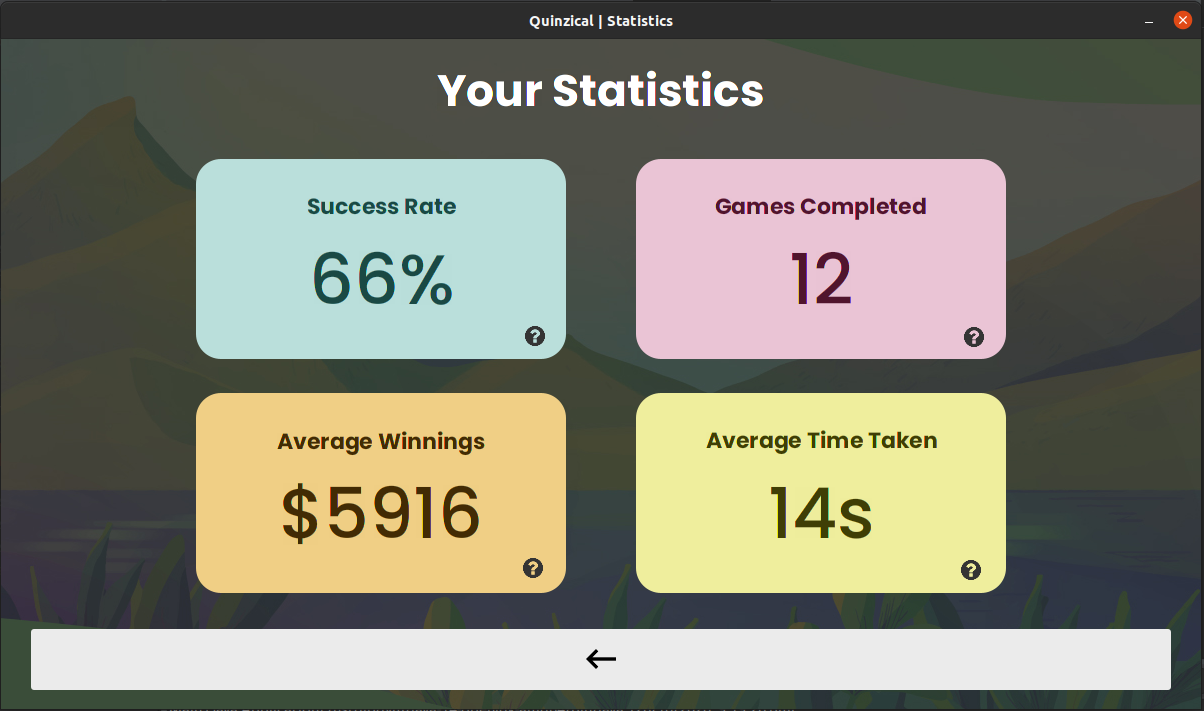 Quinzical | Statistics
Your Statistics
Success Rate
66%
?
Games Completed
12
?
Average Winnings
$5916
?
Average Time Taken
14s
?